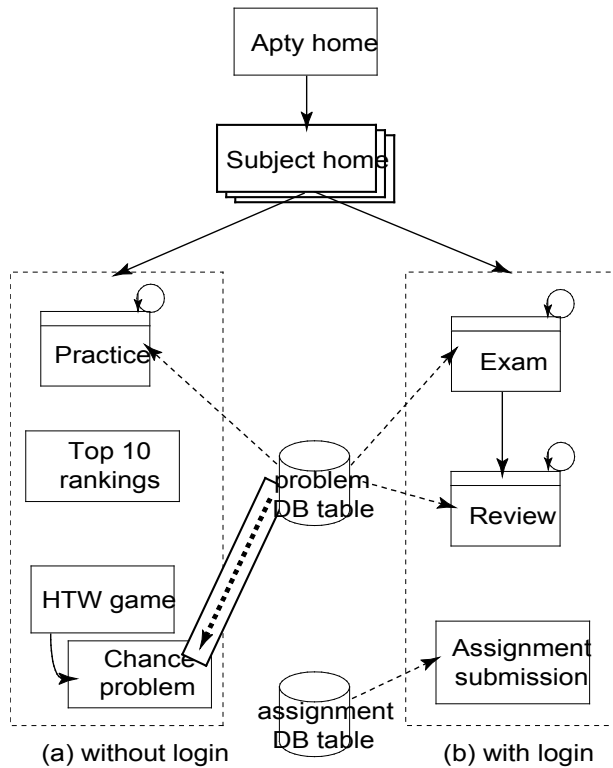 Apty home
Subject home
Practice
Top 10
rankings
HTW game
Chance
problem
(a) without login
problem
DB table
assignment
DB table
Exam
Review
Assignment
submission
(b) with login